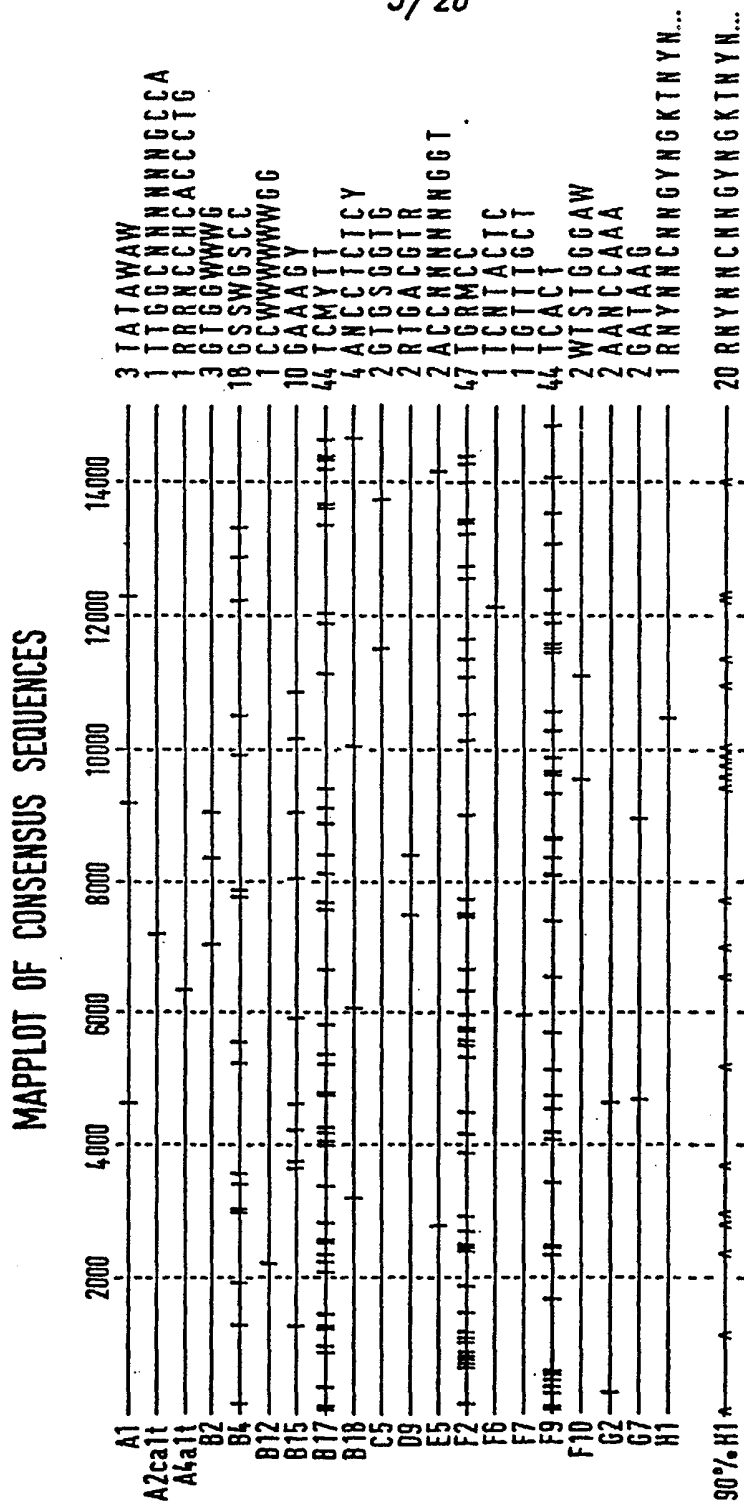 5/26
MAPPLOT OF CONSENSUS SEQUENCES
2000 4000 6000 8000 10000 12000 14000
A1 3 TATAWAW
A2ca1t 1 TTGGCNNNNNNGCCA
A4a1t 1 RRRNCCHCACCCTG
B2 3 GTGGWWWG
B4 18 GSSWGSCC
B12 1 CCWWWWWWGG
B15 10 GAAAGY
B17 44 TCMYTT
B18 4 ANCCTCTCY
C5 2 GTGSGGTG
D9 2 RTGACGTR
E5 2 ACCNNNNNNGGT
F2 47 TGRMCC
F6 1 TCNTACTC
F7 1 TGTTTGCT
F9 44 TCACT
F10 2 WTSTGGGAW
G2 2 AANCCAAA
G7 2 GATAAG
H1 1 RNYNNCNNGYNGKTNYN...
90% H1 20 RNYNNCNNGYNGKTNYN...